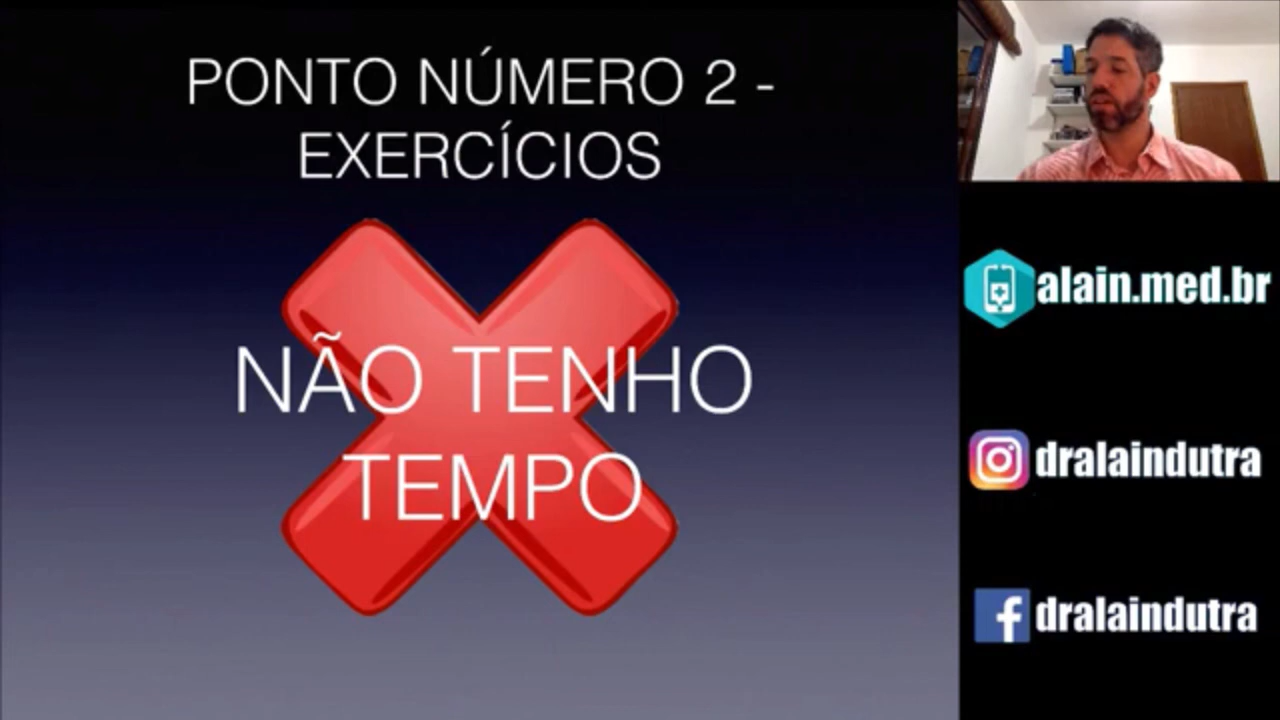 PONTO NÚMERO 2 -
EXERCÍCIOS
NÃO TENHO
TEMPO
alain.med.br
dralaindutra
dralaindutra